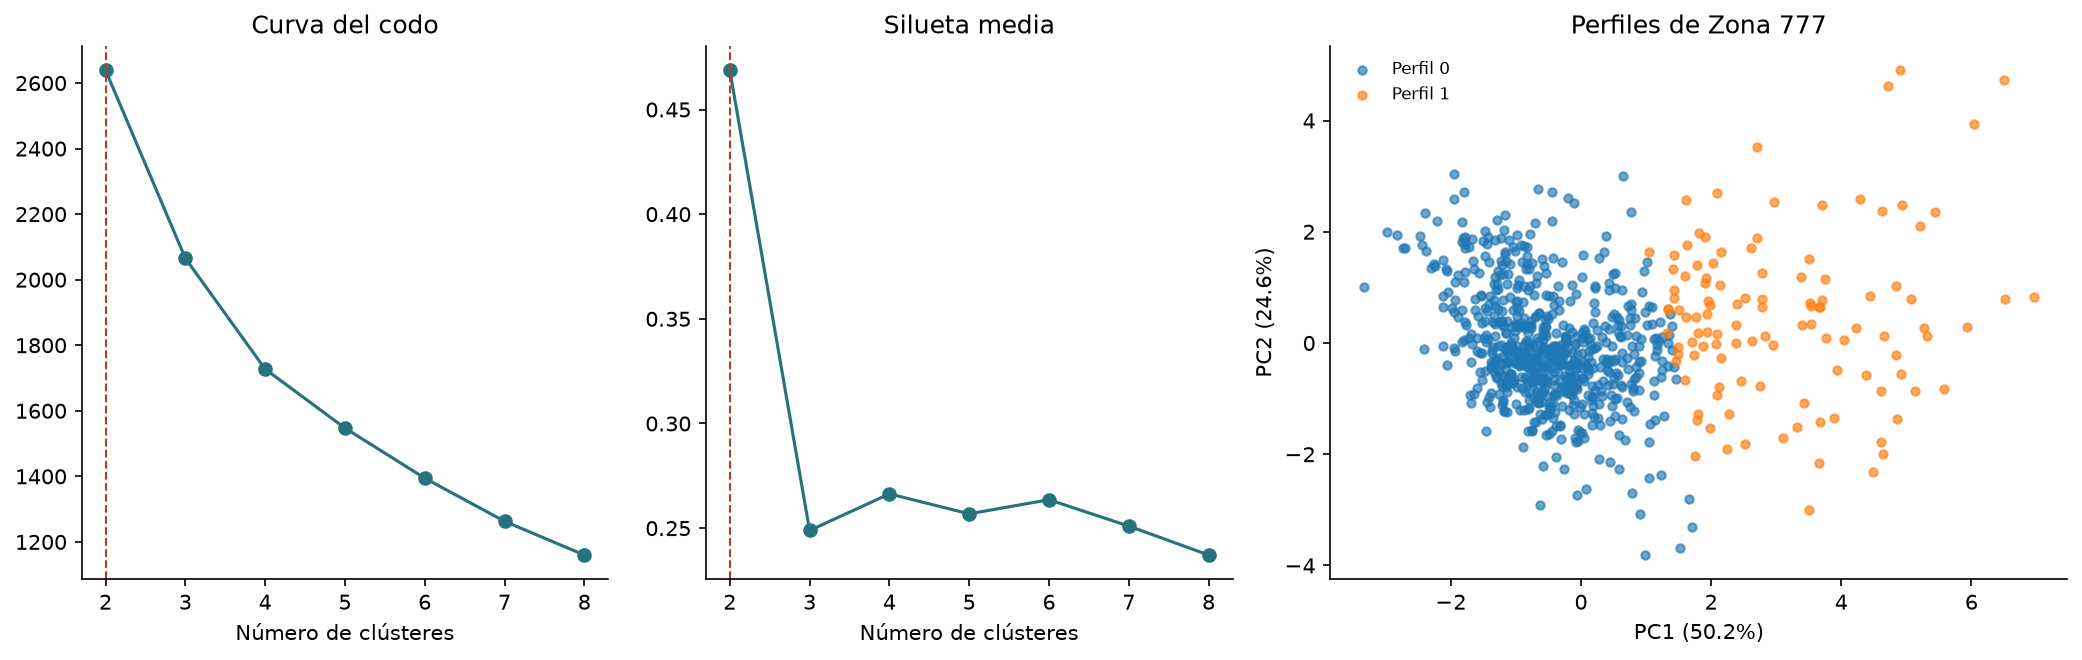 Curva del codo
2600
2400
2200
2000
1800
1600
1400
1200
2 3 4 5 6 7 8
Número de clústeres
Silueta media
0.45
0.40
0.35
0.30
0.25
2 3 4 5 6 7 8
Número de clústeres
Perfiles de Zona 777
Perfil 0
Perfil 1
PC2 (24.6%)
4
2
0
−2
−4
−2 0 2 4 6
PC1 (50.2%)